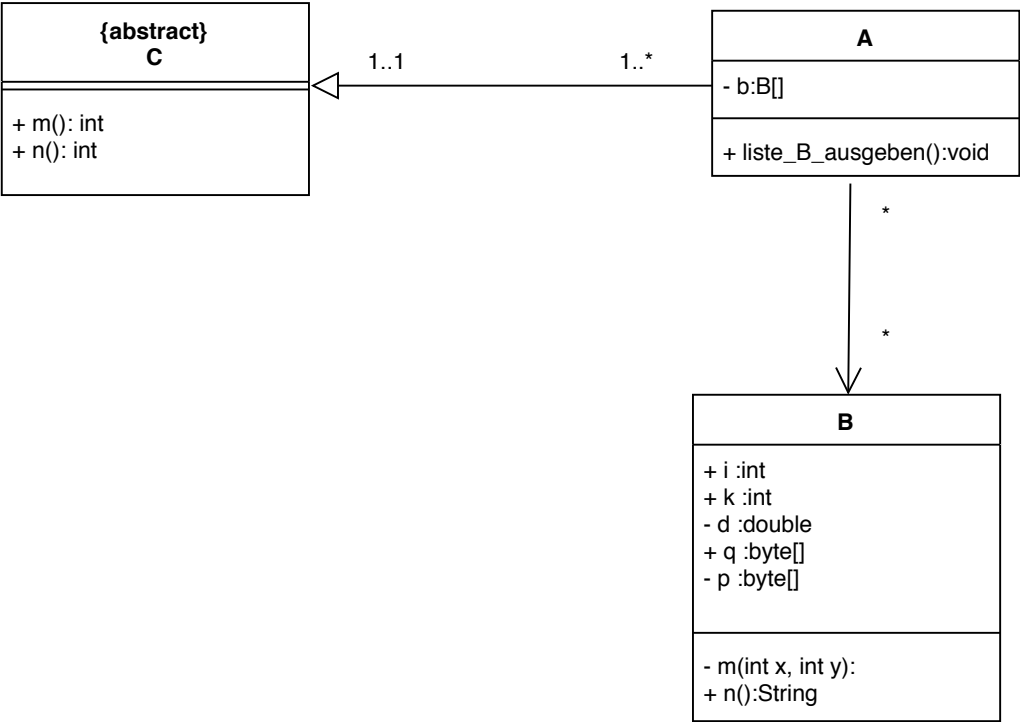 {abstract}
C
+ m(): int
+ n(): int
1..1
1..*
A
- b:B[]
+ liste_B_ausgeben():void
*
*
B
+ i :int
+ k :int
- d :double
+ q :byte[]
- p :byte[]
- m(int x, int y):
+ n():String